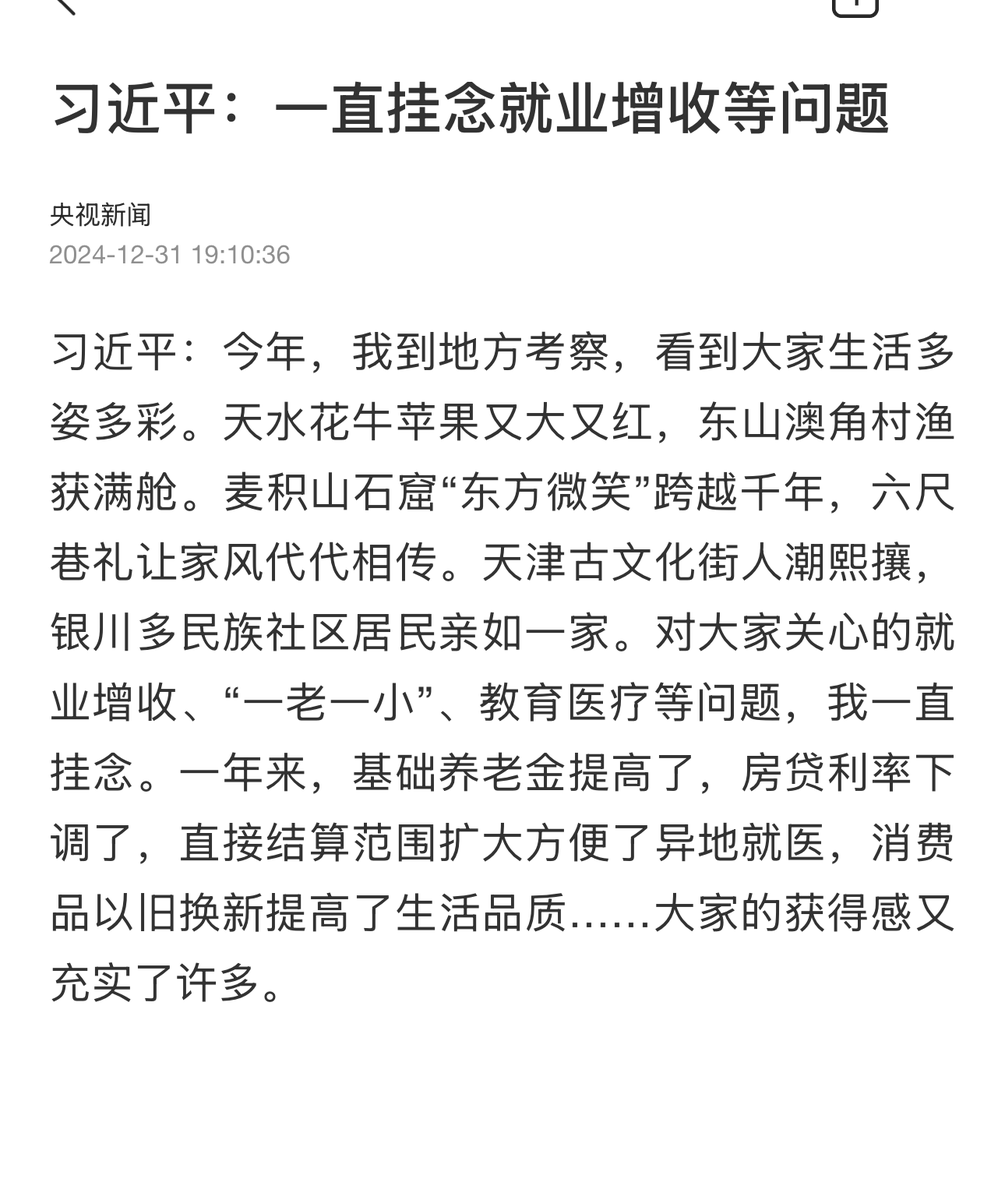 习近平：一直挂念就业增收等问题
央视新闻
2024-12-31 19:10:36
习近平：今年，我到地方考察，看到大家生活多
姿多彩。天水花牛苹果又大又红，东山澳角村渔
获满舱。麦积山石窟“东方微笑”跨越千年，六尺
巷礼让家风代代相传。天津古文化街人潮熙攘，
银川多民族社区居民亲如一家。对大家关心的就
业增收、“一老一小”、教育医疗等问题，我一直
挂念。一年来，基础养老金提高了，房贷利率下
调了，直接结算范围扩大方便了异地就医，消费
品以旧换新提高了生活品质……大家的获得感又
充实了许多。